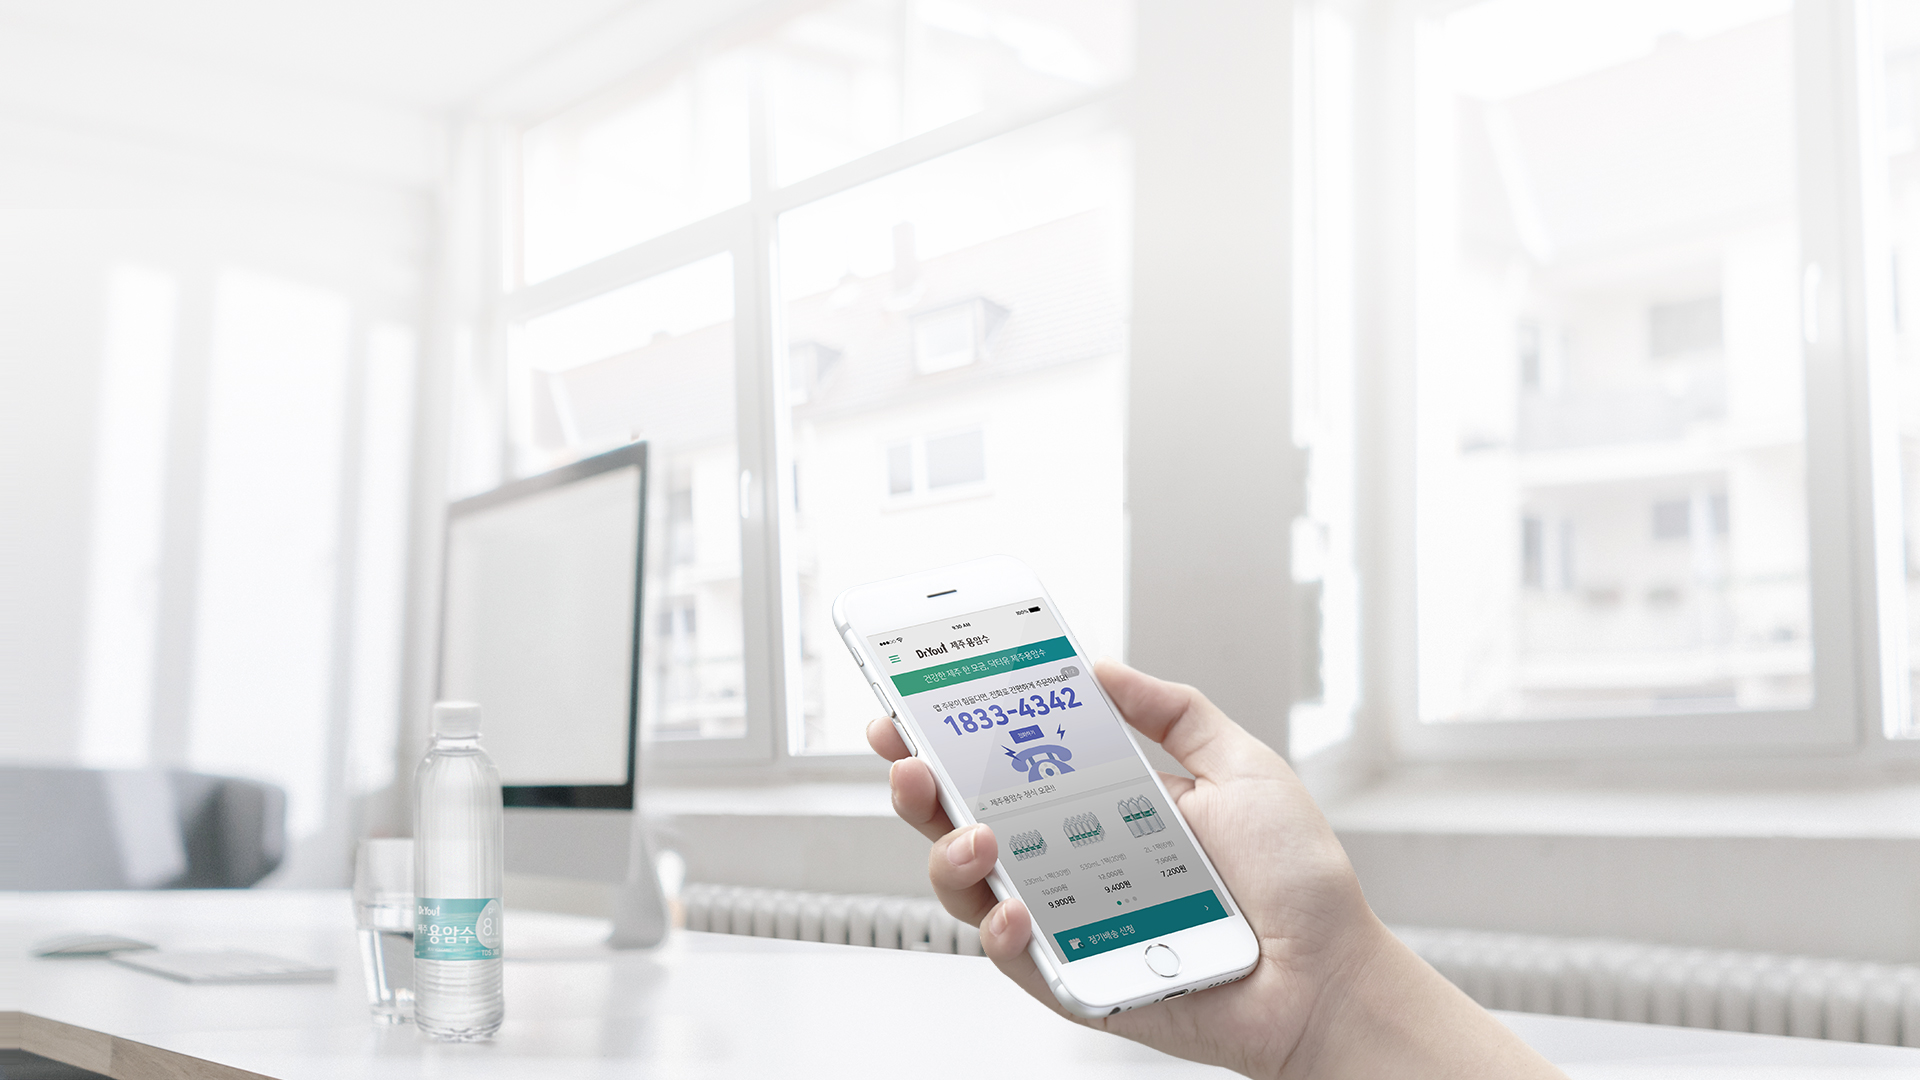 9:30 AM
100%
Dr.You 제주용암수
건강한 제주 한 모금, 닥터유 제주용암수
앱 주문이 힘들다면, 전화로 간편하게 주문하세요!
1833-4342
전화하기
제주용암수 정식 오픈!!
330mL 1팩(30병)
530mL 1팩(20병)
2L 1팩(6병)
10,000원
12,000원
7,900원
9,900원
9,400원
7,200원
정기배송 신청
Dr.You
제주
용암수
8.1